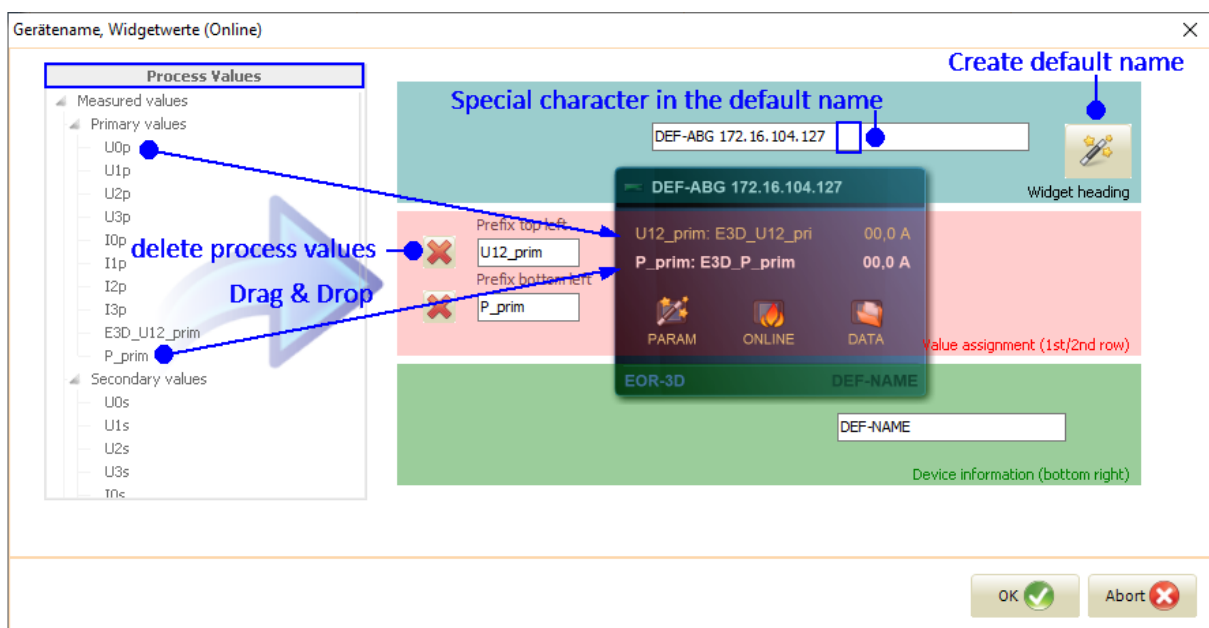 Gerätename, Widgetwerte (Online)
Create default name
Process Values
Special character in the default name
Measured values
Primary values
U0p
U1p
U2p
U3p
I0p
I1p
I2p
I3p
E3D_U12_prim
P_prim
Secondary values
U0s
U1s
U2s
U3s
I0s
DEF-ABG 172.16.104.127
Widget heading
delete process values
Drag & Drop
Prefix top left
U12_prim
Prefix bottom left
P_prim
DEF-ABG 172.16.104.127
U12_prim: E3D_U12_pri 00,0 A
P_prim: E3D_P_prim 00,0 A
PARAM ONLINE DATA
EOR-3D DEF-NAME
Value assignment (1st/2nd row)
DEF-NAME
Device information (bottom right)
OK
Abort